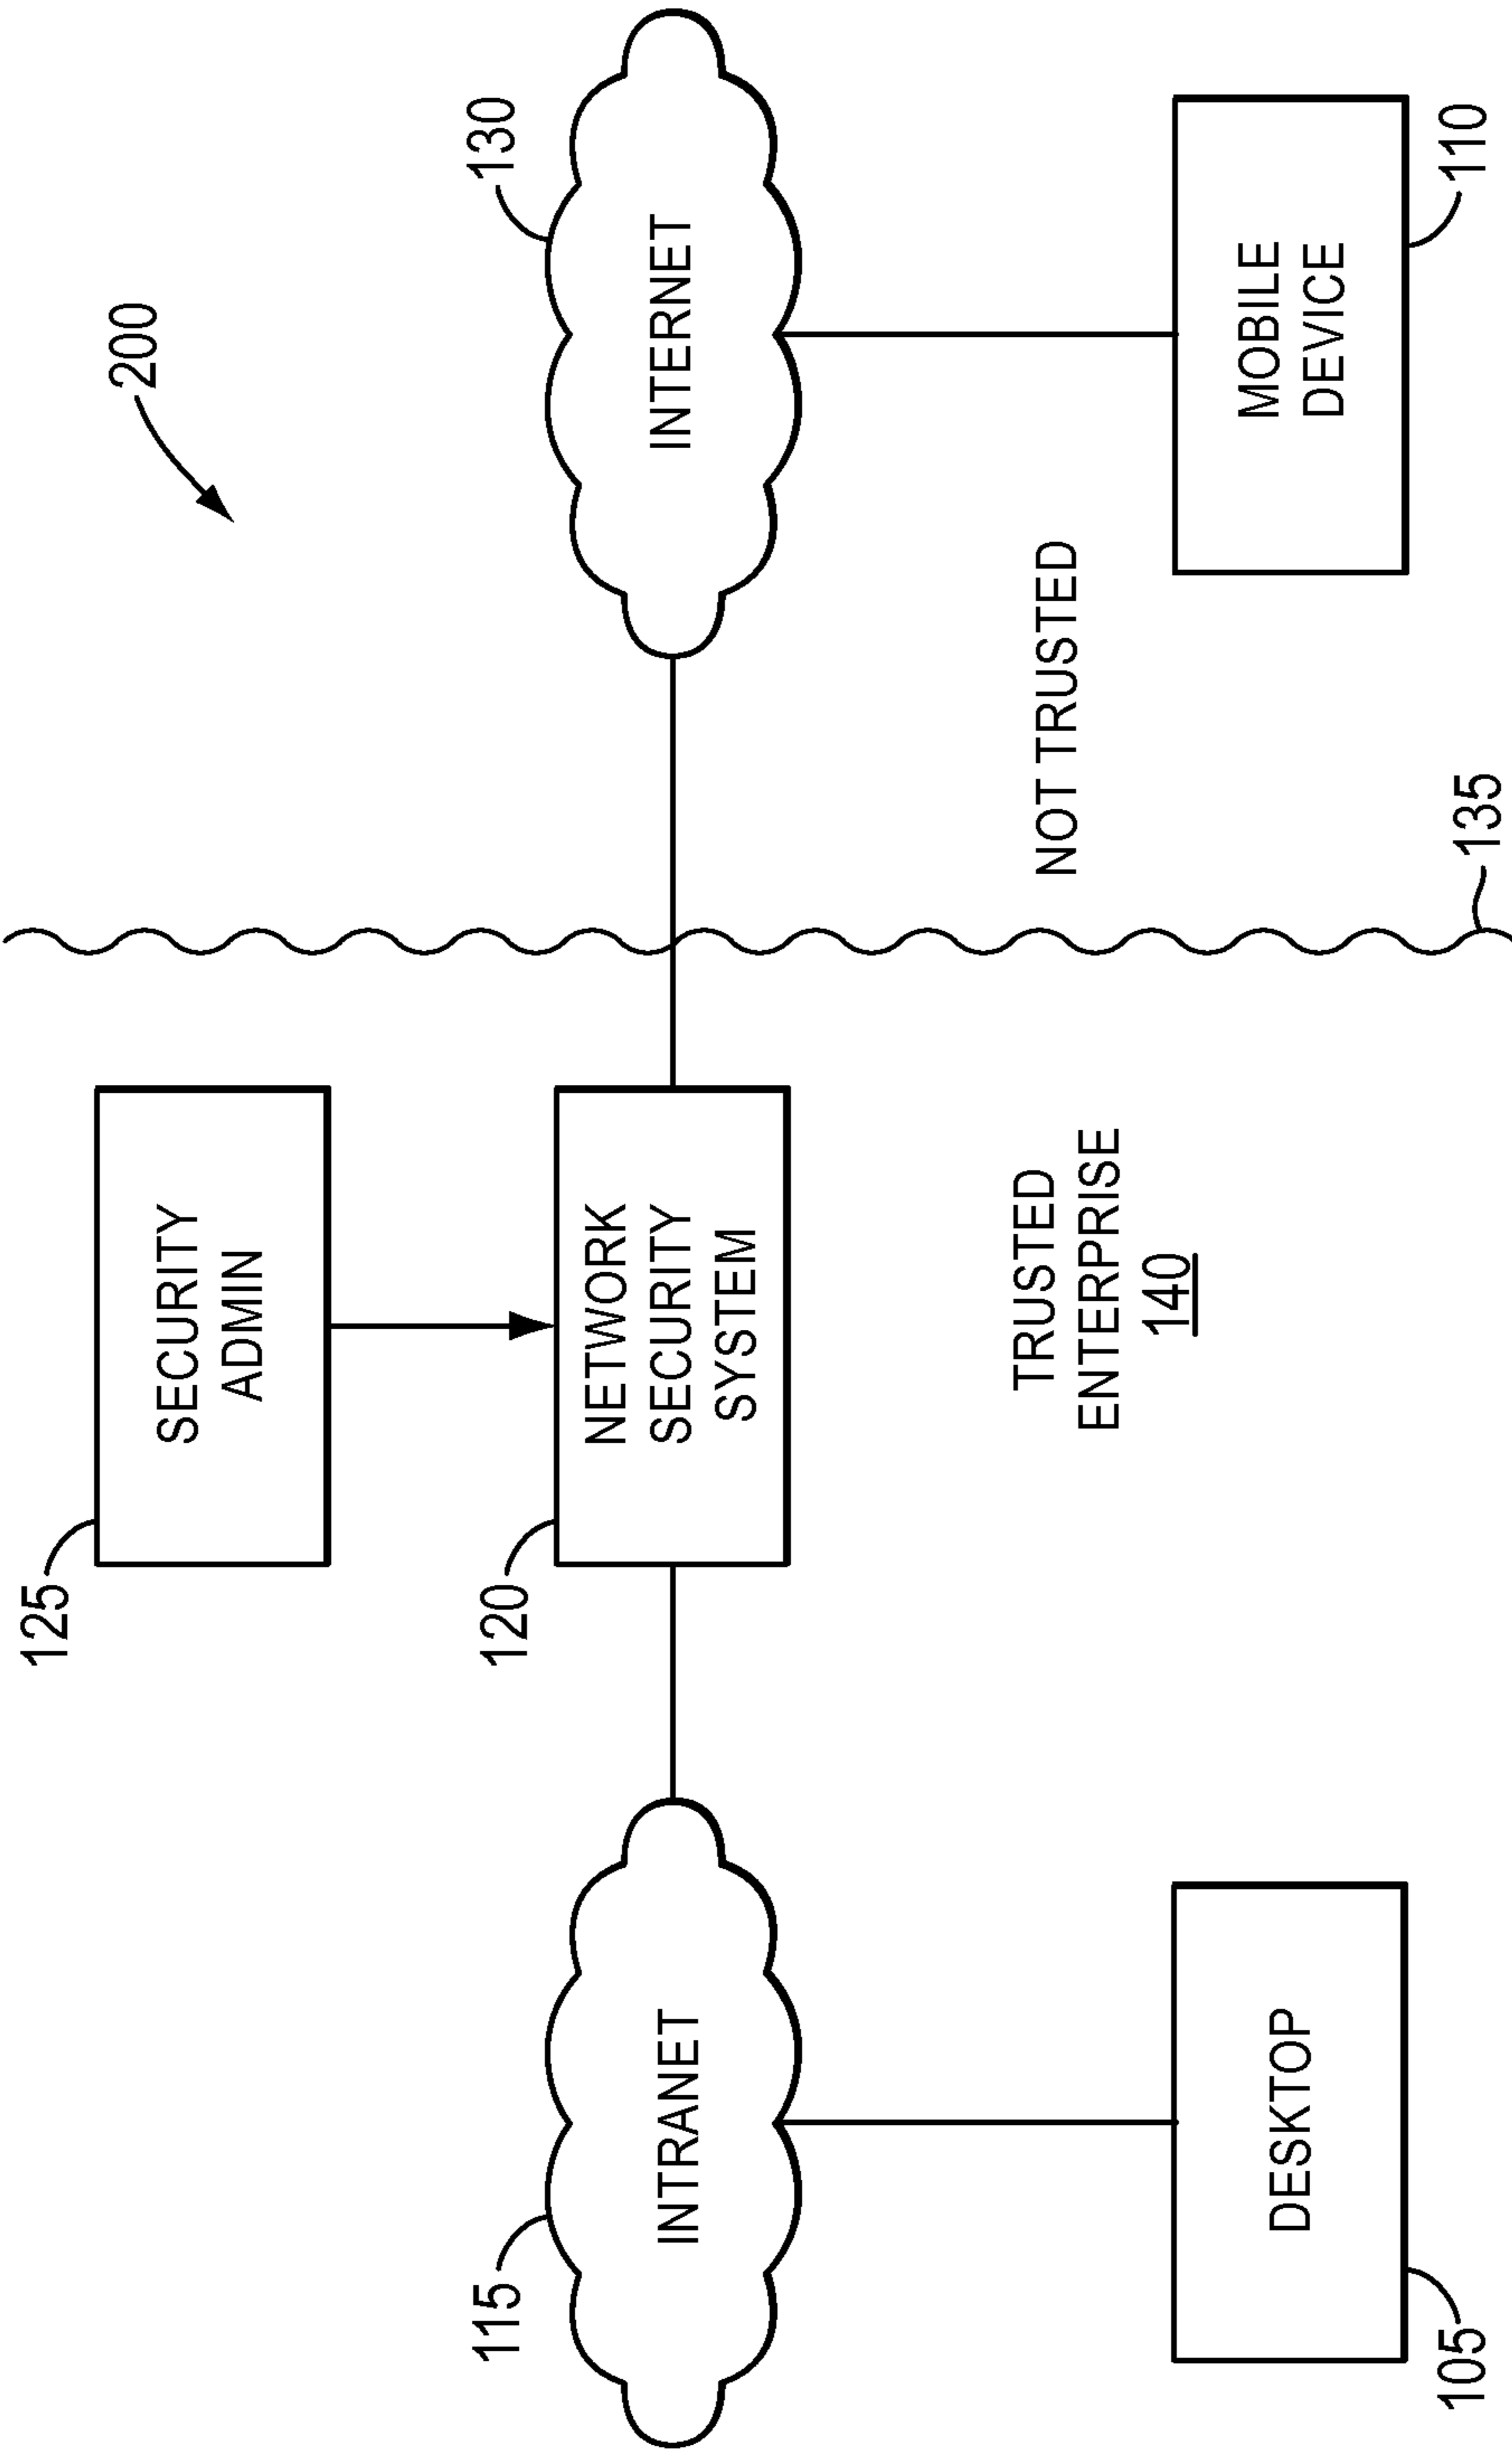 200
125
SECURITY
ADMIN
115
INTRANET
120
NETWORK
SECURITY
SYSTEM
130
INTERNET
TRUSTED
ENTERPRISE
140
NOT TRUSTED
DESKTOP
105
135
MOBILE
DEVICE
110